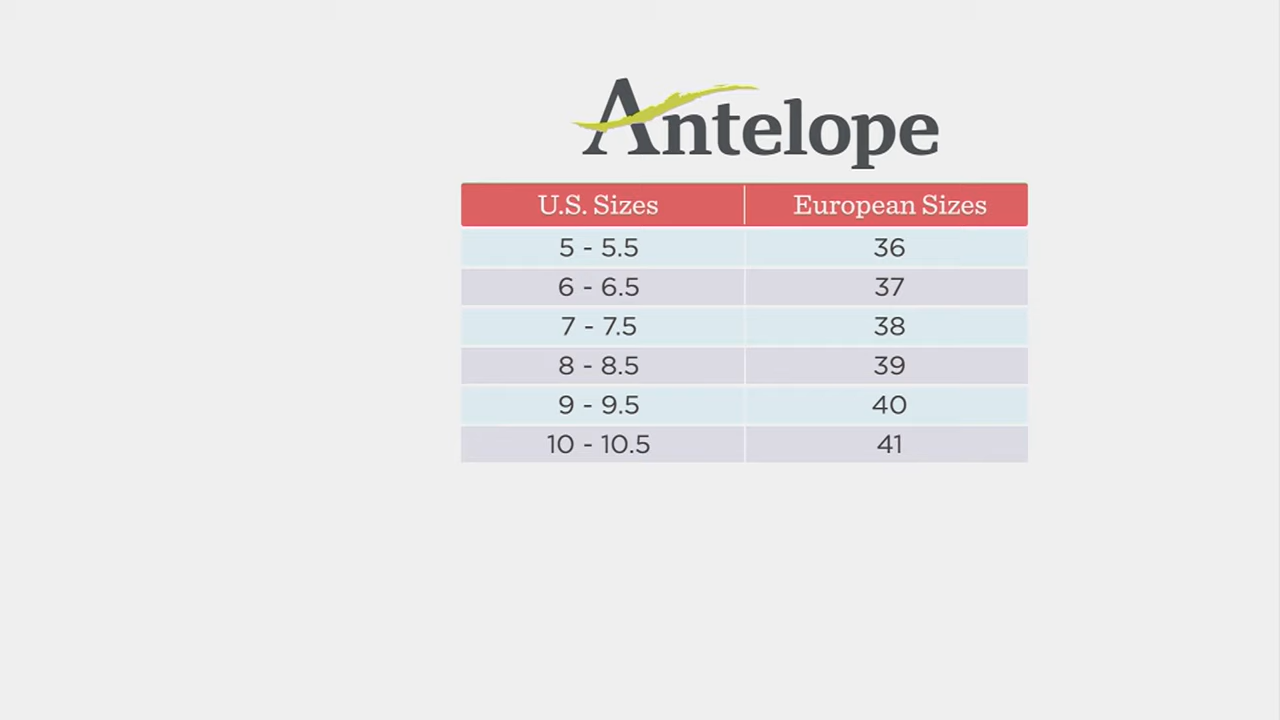 Antelope
U.S. Sizes European Sizes
5 - 5.5 36
6 - 6.5 37
7 - 7.5 38
8 - 8.5 39
9 - 9.5 40
10 - 10.5 41